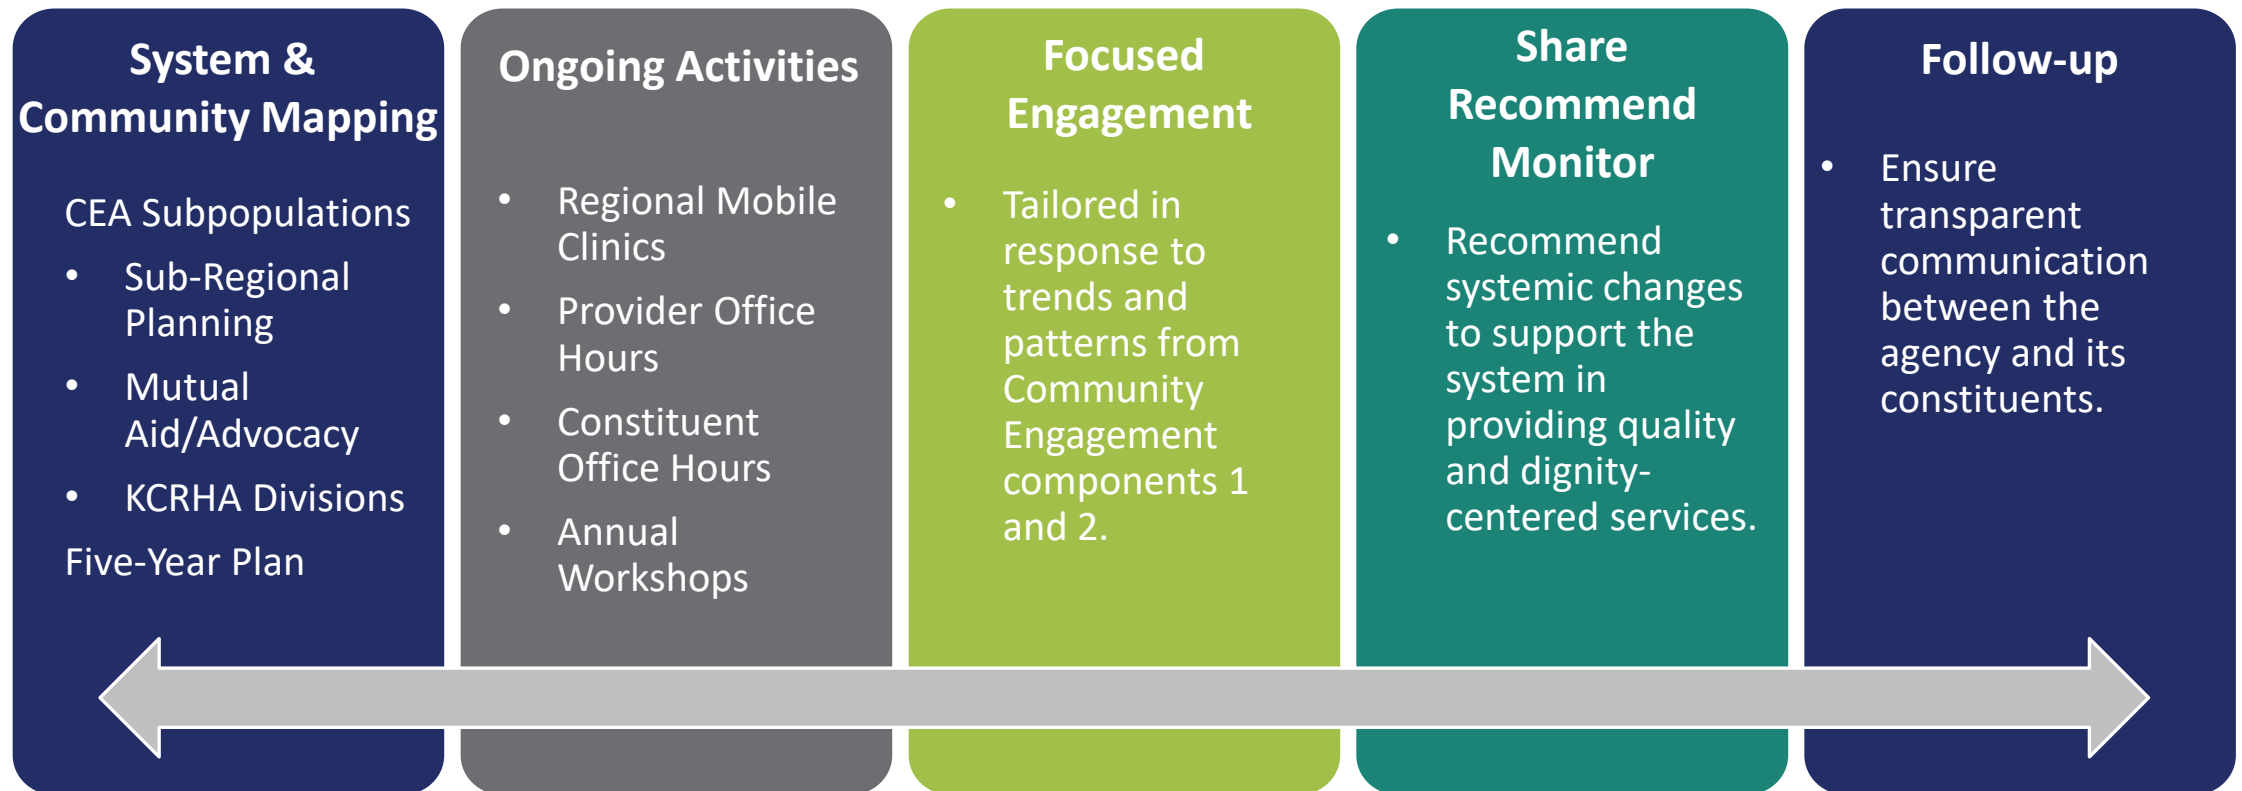 System &
Community Mapping
CEA Subpopulations
• Sub-Regional
Planning
• Mutual
Aid/Advocacy
• KCRHA Divisions
Five-Year Plan
Ongoing Activities
• Regional Mobile
Clinics
• Provider Office
Hours
• Constituent
Office Hours
• Annual
Workshops
Focused
Engagement
• Tailored in
response to
trends and
patterns from
Community
Engagement
components 1
and 2.
Share
Recommend
Monitor
• Recommend
systemic changes
to support the
system in
providing quality
and dignity-
centered services.
Follow-up
• Ensure
transparent
communication
between the
agency and its
constituents.